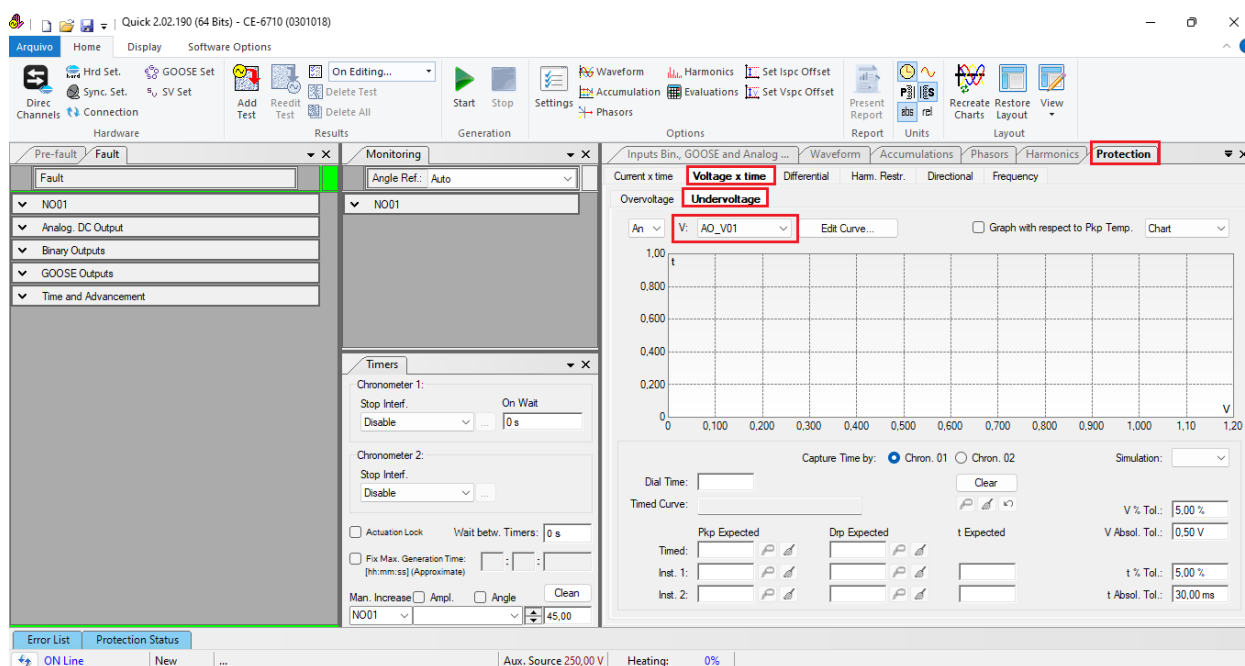 Quick 2.02.190 (64 Bits) - CE-6710 (0301018)
Arquivo Home Display Software Options
Hrd Set. GOOSE Set
Sync. Set. SV Set
Connection
Direc Channels
Hardware
Add Test
Reedit Test
On Editing...
Delete Test
Delete All
Results
Start Stop
Generation
Settings
Waveform Harmonics Set Ispc Offset
Accumulation Evaluations Set Vspc Offset
Phasors
Options
Present Report
Report
abs rel
Units
Recreate Charts
Restore Layout
View
Layout
Pre-fault Fault
Fault
NO01
Analog. DC Output
Binary Outputs
GOOSE Outputs
Time and Advancement
Monitoring
Angle Ref.: Auto
NO01
Timers
Chronometer 1:
Stop Interf. On Wait
Disable ... 0 s
Chronometer 2:
Stop Interf.
Disable ...
Actuation Lock Wait betw. Timers: 0 s
Fix Max. Generation Time:
[hh:mm:ss] (Approximate) : :
Man. Increase Ampl. Angle Clean
NO01 45,00
Inputs Bin., GOOSE and Analog ... Waveform Accumulations Phasors Harmonics Protection
Current x time Voltage x time Differential Harm. Restr. Directional Frequency
Overvoltage Undervoltage
An V: AO_V01 Edit Curve... Graph with respect to Pkp Temp. Chart
1,00 t
0,800
0,600
0,400
0,200
0 V
0 0,100 0,200 0,300 0,400 0,500 0,600 0,700 0,800 0,900 1,000 1,10 1,20
Capture Time by: Chron. 01 Chron. 02 Simulation:
Dial Time: Clear
Timed Curve: V % Tol.: 5,00 %
Pkp Expected Drp Expected t Expected V Absol. Tol.: 0,50 V
Timed:
Inst. 1: t % Tol.: 5,00 %
Inst. 2: t Absol. Tol.: 30,00 ms
Error List Protection Status
ON Line New ... Aux. Source 250,00 V Heating: 0%